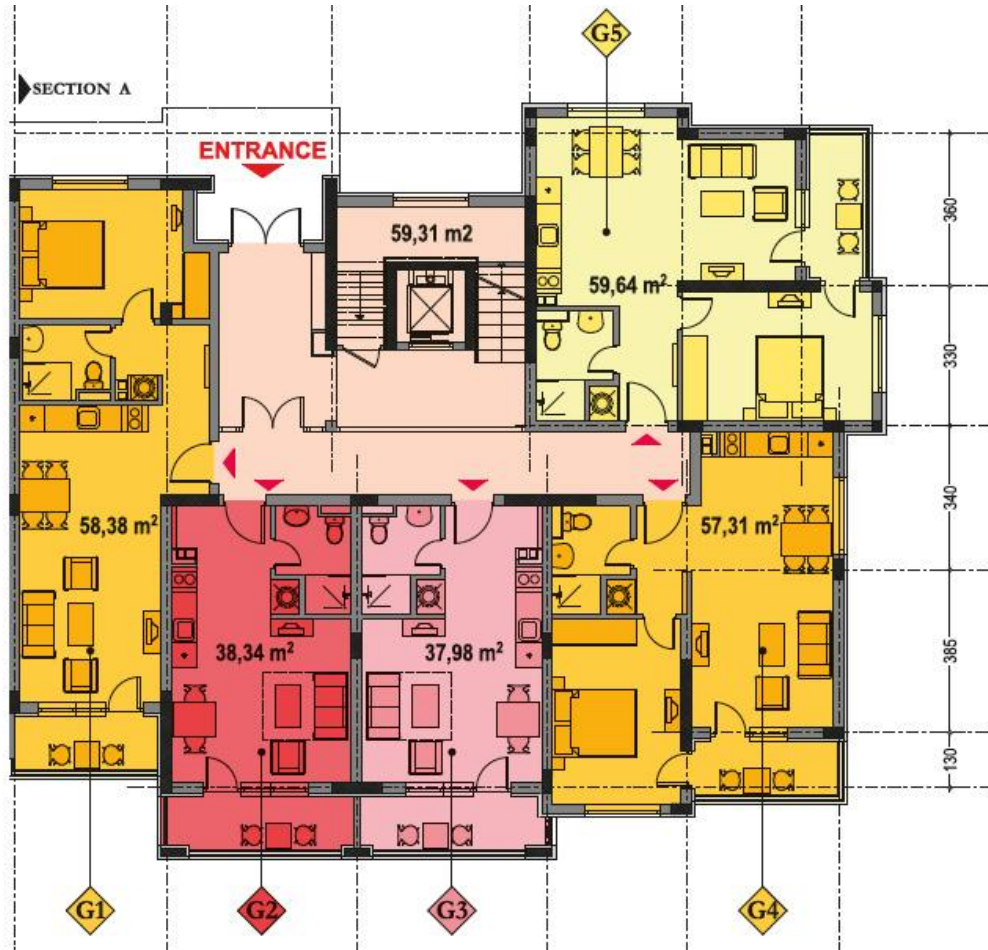 G5
SECTION A
ENTRANCE
59,31 m2
59,64 m²
360
330
340
385
130
58,38 m²
57,31 m²
38,34 m²
37,98 m²
G1
G2
G3
G4